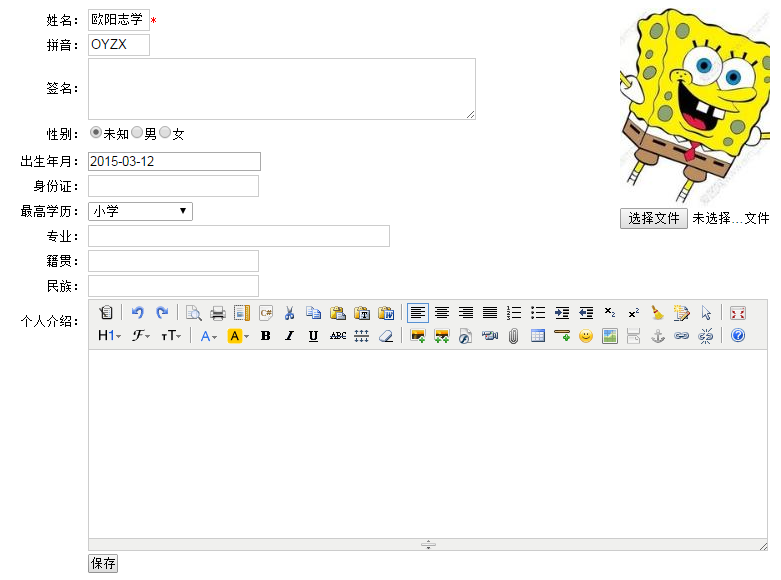 姓名： 欧阳志学 *
拼音： OYZX
签名：
性别： 未知 男 女
出生年月： 2015-03-12
身份证：
最高学历： 小学
选择文件 未选择...文件
专业：
籍贯：
民族：
个人介绍：
H1 F TT A A B I U ABC
保存